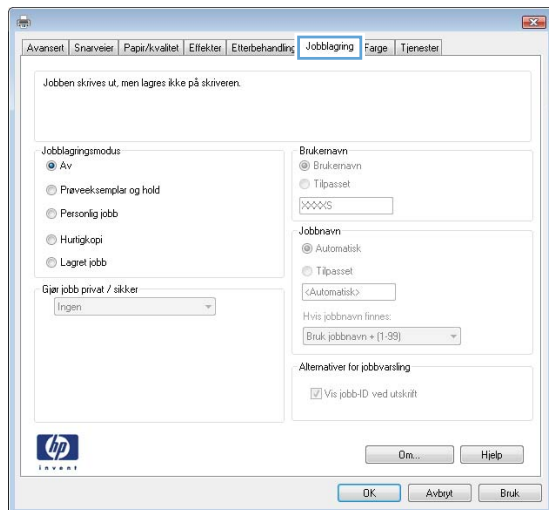 Avansert Snarveier Papir/kvalitet Effekter Etterbehandling Jobblagring Farge Tjenester
Jobben skrives ut, men lagres ikke på skriveren.
Jobblagringsmodus
Av
Prøveeksemplar og hold
Personlig jobb
Hurtigkopi
Lagret jobb
Gjør jobb privat / sikker
Ingen
Brukernavn
Brukernavn
Tilpasset
XXXXS
Jobbnavn
Automatisk
Tilpasset
<Automatisk>
Hvis jobbnavn finnes:
Bruk jobbnavn + (1-99)
Alternativer for jobbvarsling
Vis jobb-ID ved utskrift
hp
invent
Om... Hjelp
OK Avbryt Bruk